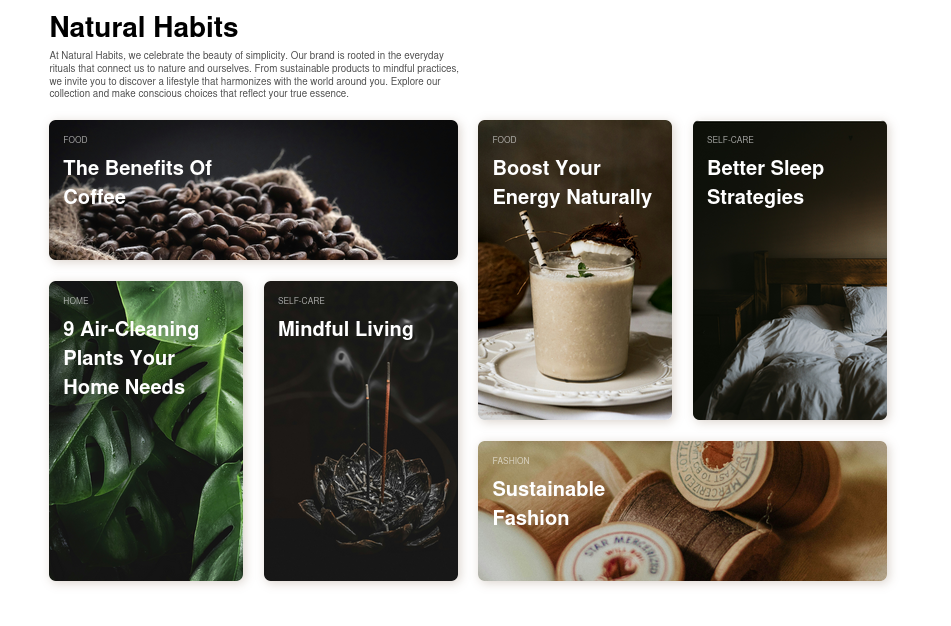 Natural Habits
At Natural Habits, we celebrate the beauty of simplicity. Our brand is rooted in the everyday
rituals that connect us to nature and ourselves. From sustainable products to mindful practices,
we invite you to discover a lifestyle that harmonizes with the world around you. Explore our
collection and make conscious choices that reflect your true essence.
FOOD
The Benefits Of
Coffee
FOOD
Boost Your
Energy Naturally
SELF-CARE
Better Sleep
Strategies
HOME
9 Air-Cleaning
Plants Your
Home Needs
SELF-CARE
Mindful Living
FASHION
Sustainable
Fashion
MERCERIZED
STAR MERCERIZED